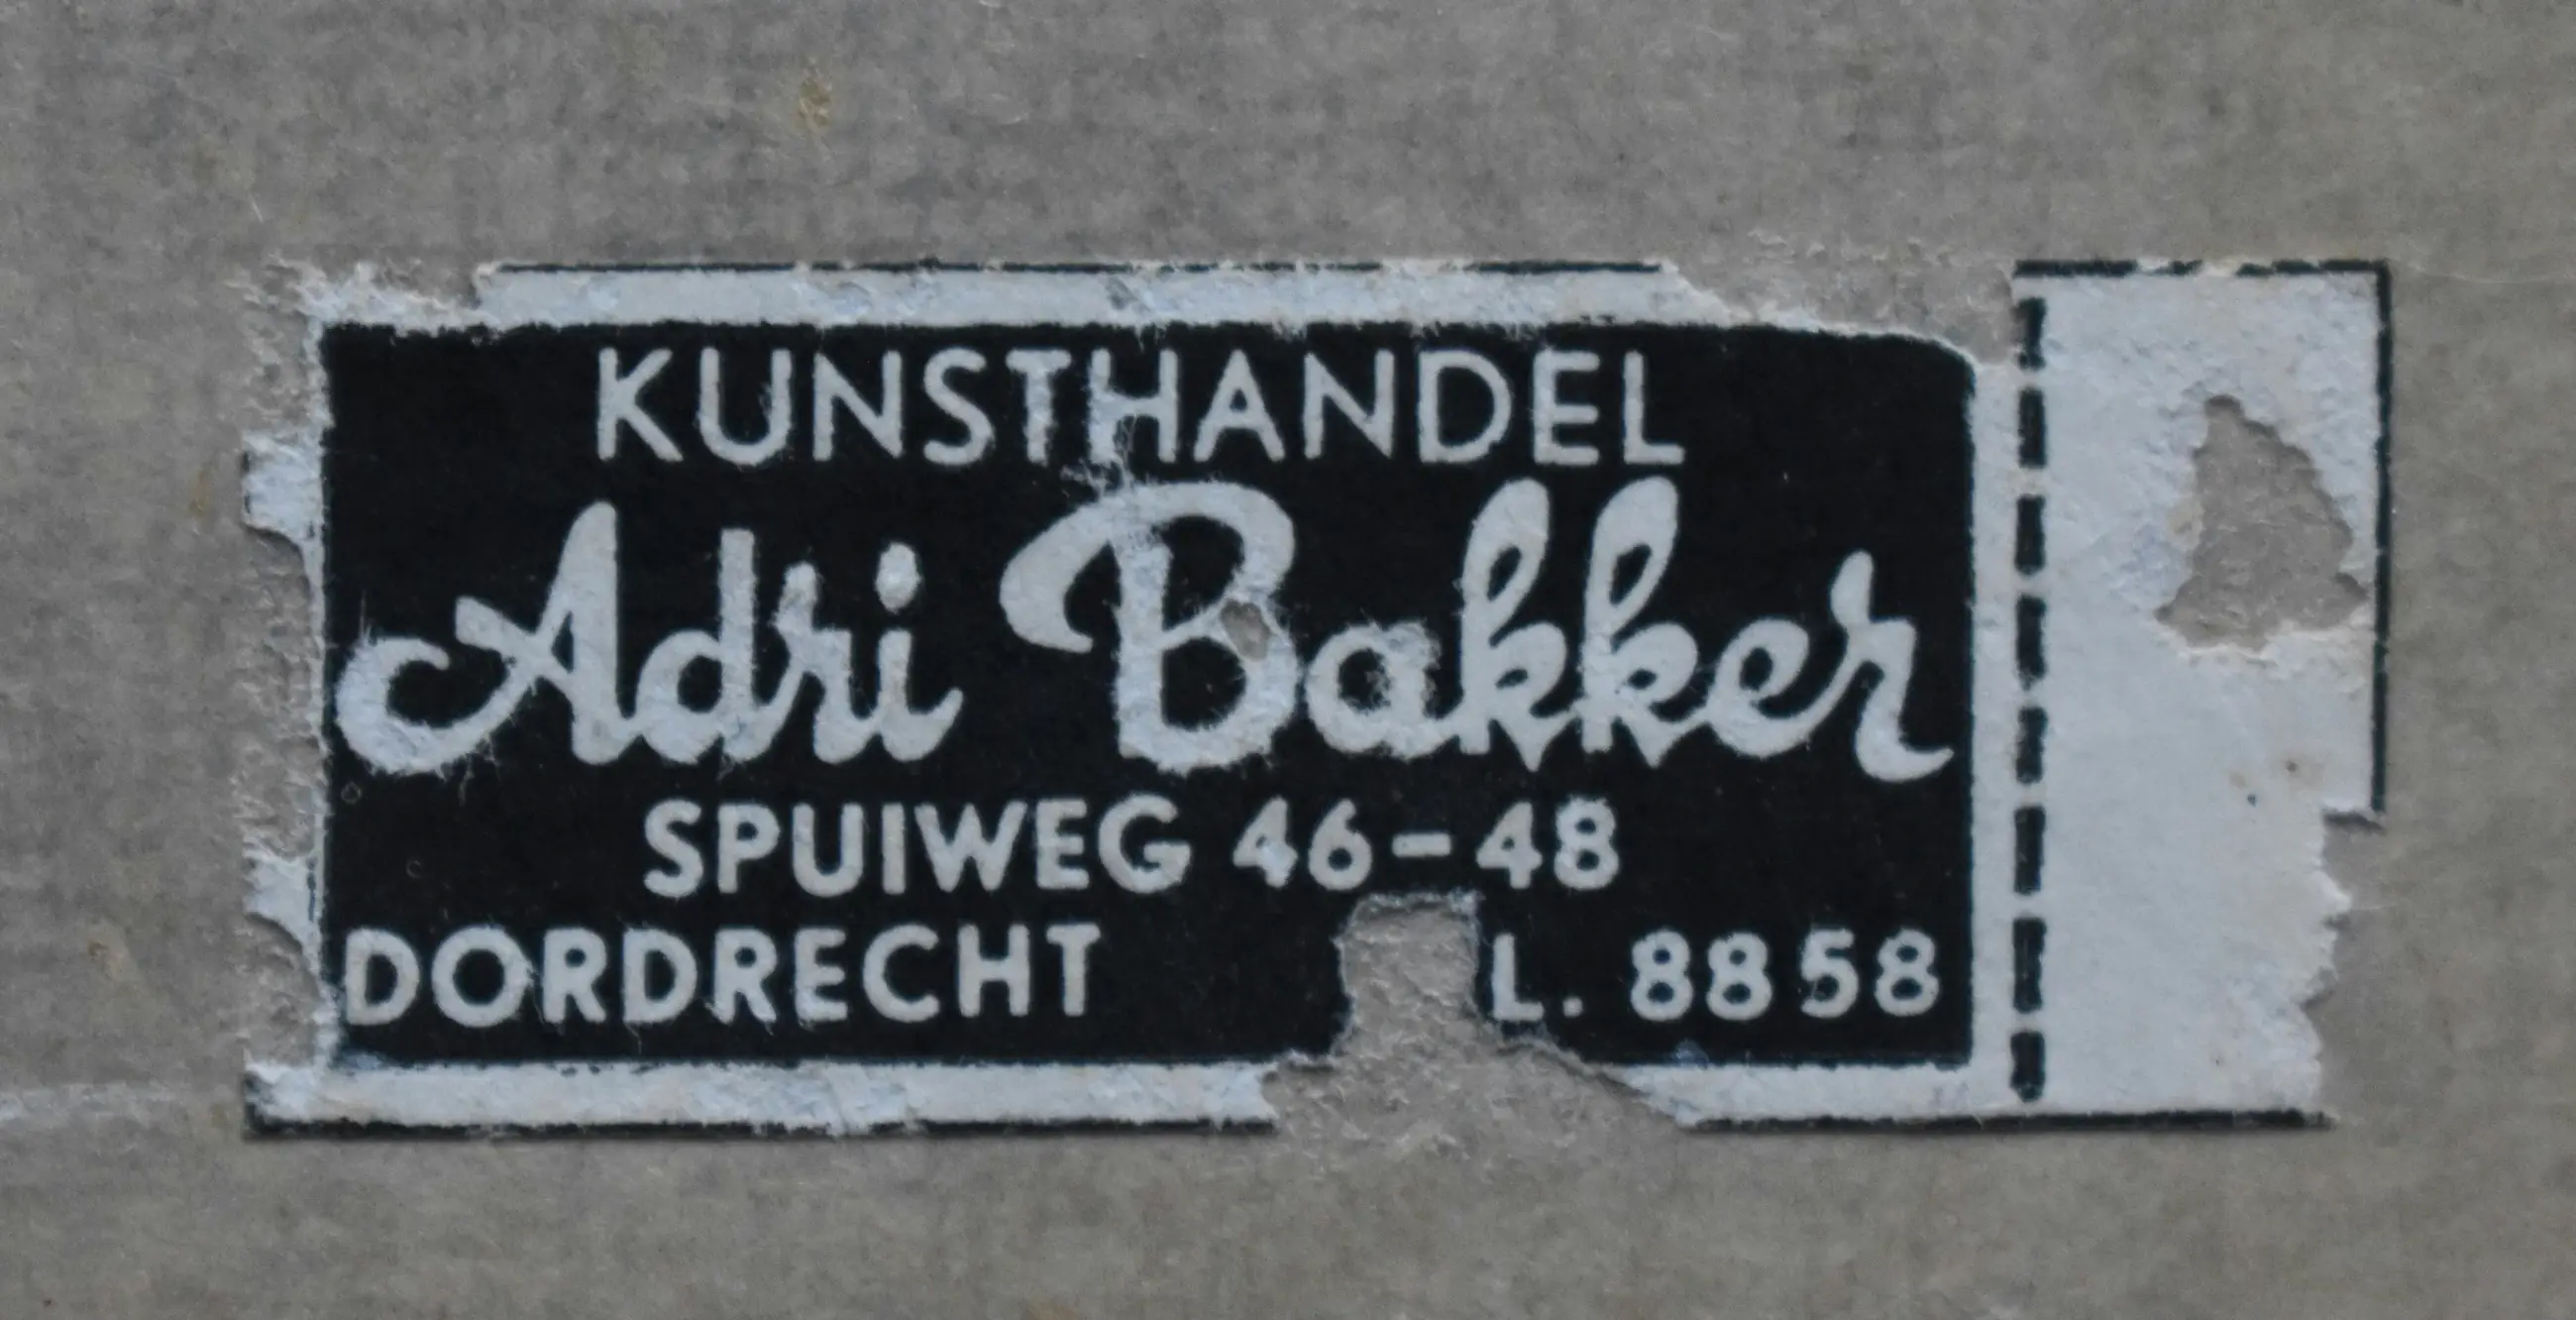 KUNSTHANDEL
Adri Bakker
SPUIWEG 46-48
DORDRECHT L. 8858